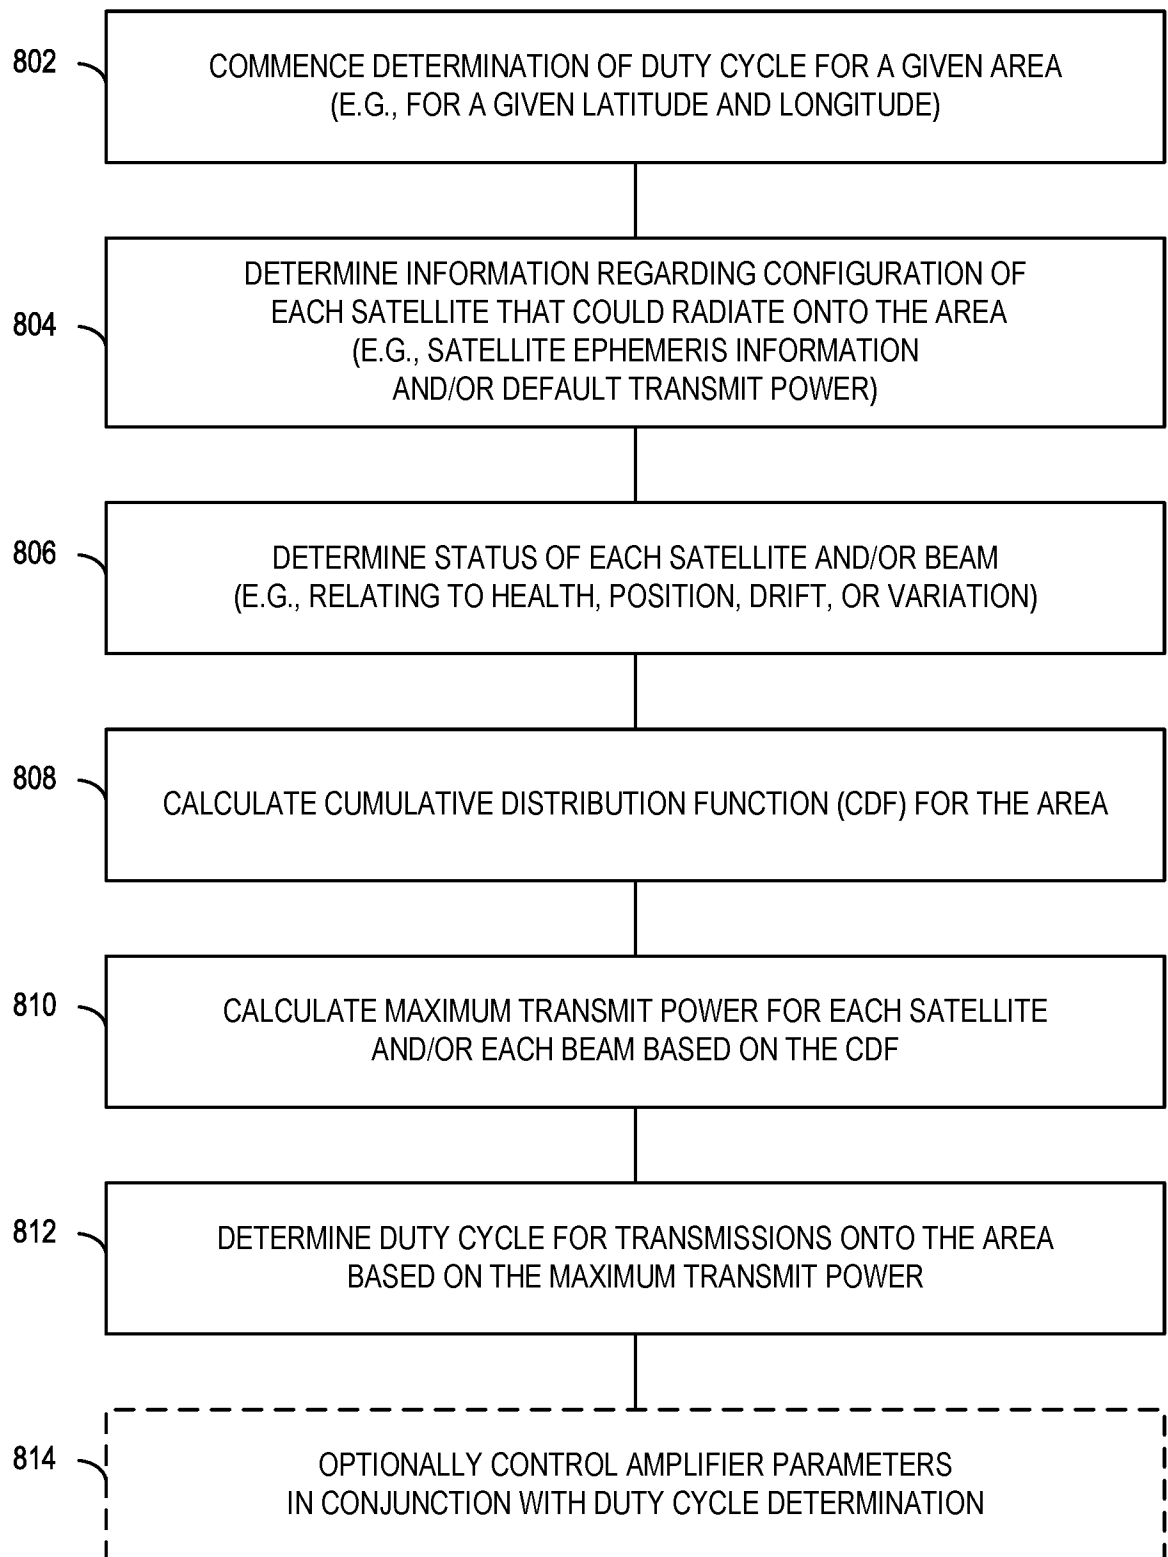 802
COMMENCE DETERMINATION OF DUTY CYCLE FOR A GIVEN AREA
(E.G., FOR A GIVEN LATITUDE AND LONGITUDE)
804
DETERMINE INFORMATION REGARDING CONFIGURATION OF
EACH SATELLITE THAT COULD RADIATE ONTO THE AREA
(E.G., SATELLITE EPHEMERIS INFORMATION
AND/OR DEFAULT TRANSMIT POWER)
806
DETERMINE STATUS OF EACH SATELLITE AND/OR BEAM
(E.G., RELATING TO HEALTH, POSITION, DRIFT, OR VARIATION)
808
CALCULATE CUMULATIVE DISTRIBUTION FUNCTION (CDF) FOR THE AREA
810
CALCULATE MAXIMUM TRANSMIT POWER FOR EACH SATELLITE
AND/OR EACH BEAM BASED ON THE CDF
812
DETERMINE DUTY CYCLE FOR TRANSMISSIONS ONTO THE AREA
BASED ON THE MAXIMUM TRANSMIT POWER
814
OPTIONALLY CONTROL AMPLIFIER PARAMETERS
IN CONJUNCTION WITH DUTY CYCLE DETERMINATION